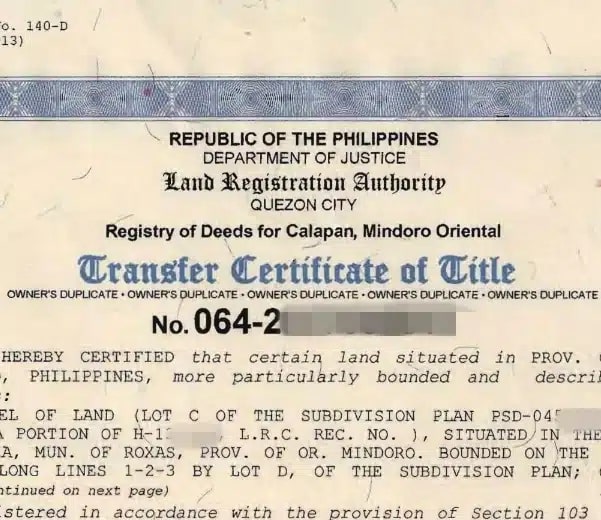 o. 140-D
13)
REPUBLIC OF THE PHILIPPINES
DEPARTMENT OF JUSTICE
Land Registration Authority
QUEZON CITY
Registry of Deeds for Calapan, Mindoro Oriental
Transfer Certificate of Title
OWNER'S DUPLICATE • OWNER'S DUPLICATE • OWNER'S DUPLICATE • OWNER'S DUPLICATE • OWNER'S DUPLICATE
No. 064-2
HEREBY CERTIFIED that certain land situated in PROV.
, PHILIPPINES, more particularly bounded and descri
:
EL OF LAND (LOT C OF THE SUBDIVISION PLAN PSD-045
A PORTION OF H-13 , L.R.C. REC. NO. ), SITUATED IN THE
A, MUN. OF ROXAS, PROV. OF OR. MINDORO. BOUNDED ON THE
LONG LINES 1-2-3 BY LOT D, OF THE SUBDIVISION PLAN;
ntinued on next page)
istered in accordance with the provision of Section 103